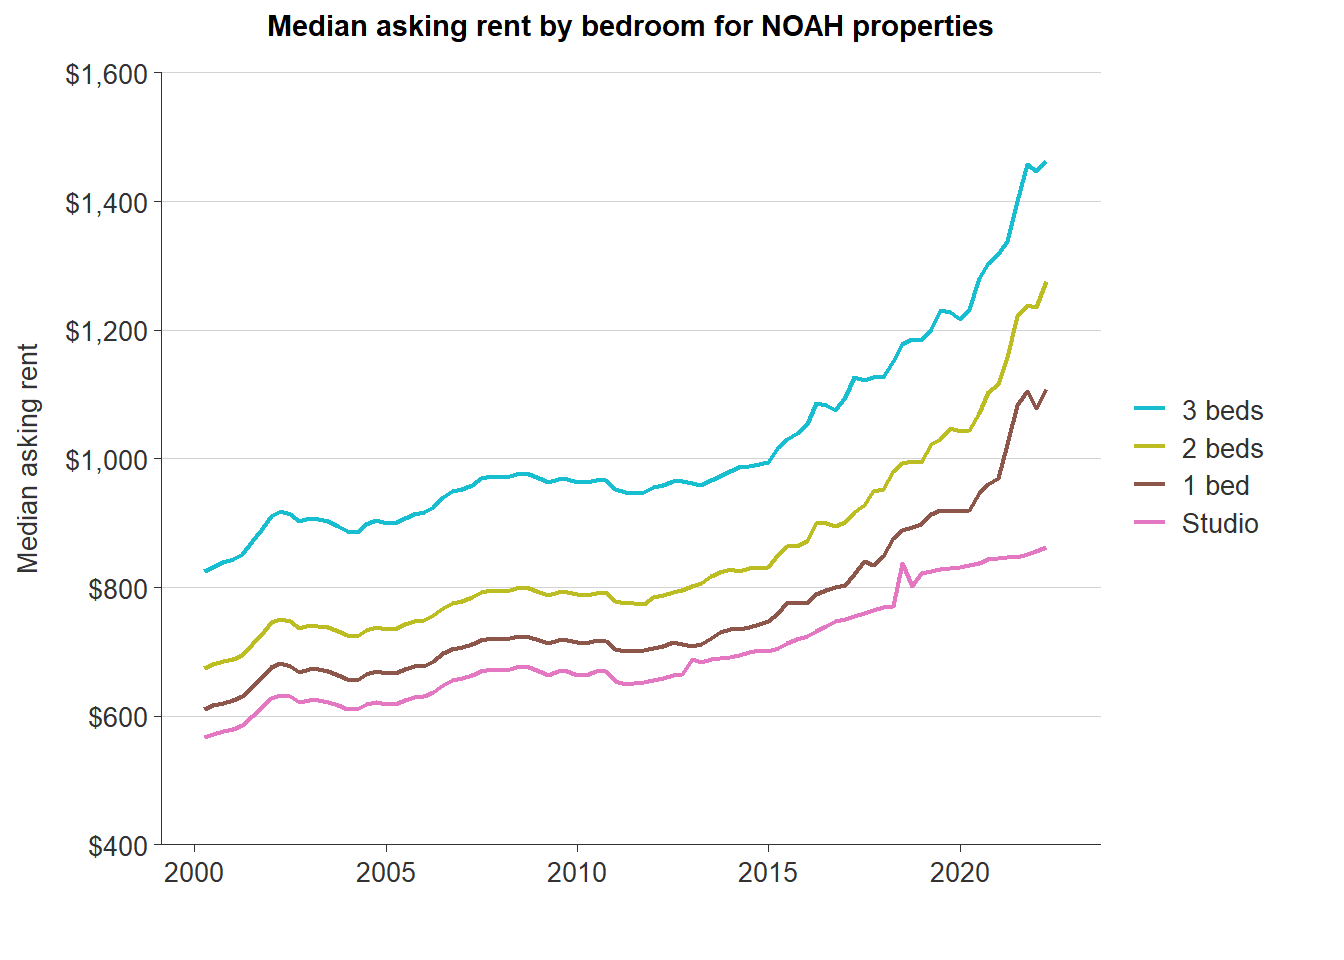 Median asking rent by bedroom for NOAH properties
Median asking rent
$1,600
$1,400
$1,200
$1,000
$800
$600
$400
2000 2005 2010 2015 2020
3 beds
2 beds
1 bed
Studio